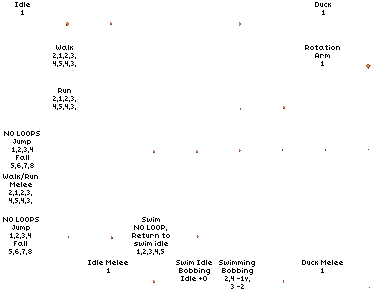 Idle
1
Duck
1
Walk
2,1,2,3,
4,5,4,3,
Rotation
Arm
1
Run
2,1,2,3,
4,5,4,3,
NO LOOPS
Jump
1,2,3,4
Fall
5,6,7,8
Walk/Run
Melee
2,1,2,3,
4,5,4,3,
NO LOOPS
Jump
1,2,3,4
Fall
5,6,7,8
Swim
NO LOOP,
Return to
swim idle
1,2,3,4,5
Idle Melee
1
Swim Idle
Bobbing
Idle +0
Swimming
Bobbing
2,4 -1v,
3 -2
Duck Melee
1